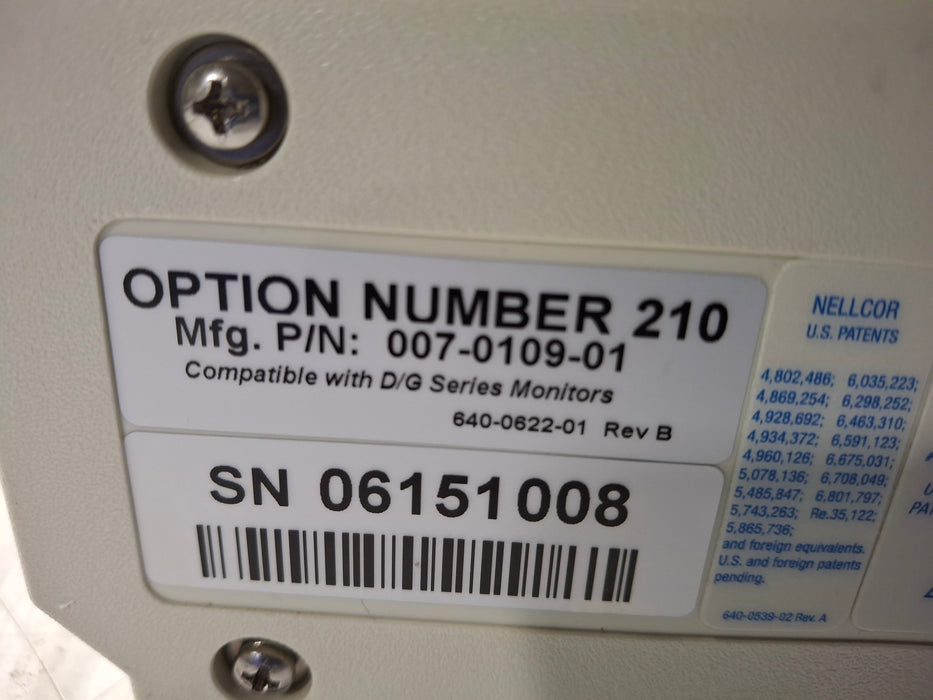 OPTION NUMBER 210
Mfg. P/N: 007-0109-01
Compatible with D/G Series Monitors
640-0622-01 Rev B
SN 06151008
NELLCOR
U.S. PATENTS
4,802,486; 6,035,223;
4,869,254; 6,298,252;
4,928,692; 6,463,310;
4,934,372; 6,591,123;
4,960,126; 6,675,031;
5,078,136; 6,708,049;
5,485,847; 6,801,797;
5,743,263; Re.35,122;
5,865,736;
and foreign equivalents.
U.S. and foreign patents
pending.
640-0539-02 Rev. A